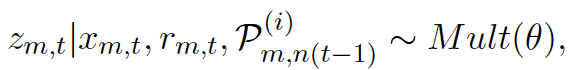 $z_{m,t}|x_{m,t}, r_{m,t}, \mathcal{P}^{(i)}_{m,n(t-1)} \sim Mult(\theta),$